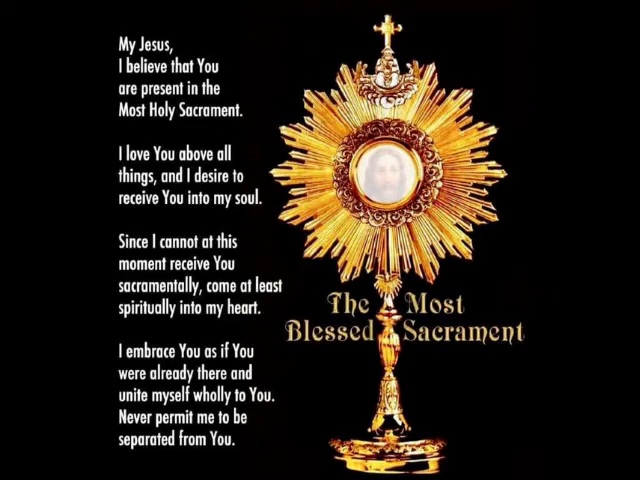 My Jesus,
I believe that You
are present in the
Most Holy Sacrament.
I love You above all
things, and I desire to
receive You into my soul.
Since I cannot at this
moment receive You
sacramentally, come at least
spiritually into my heart.
I embrace You as if You
were already there and
unite myself wholly to You.
Never permit me to be
separated from You.
The Most
Blessed Sacrament